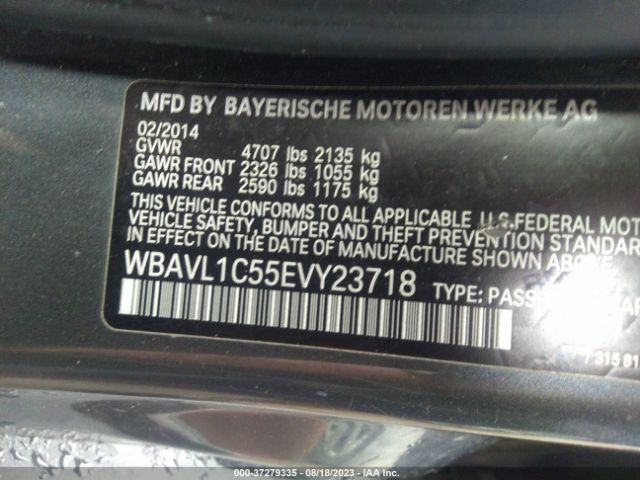 MFD BY BAYERISCHE MOTOREN WERKE AG
02/2014
GVWR 4707 lbs 2135 kg
GAWR FRONT 2326 lbs 1055 kg
GAWR REAR 2590 lbs 1175 kg
THIS VEHICLE CONFORMS TO ALL APPLICABLE U.S. FEDERAL MOT
VEHICLE SAFETY, BUMPER AND THEFT PREVENTION STANDAR
IN EFFECT ON THE DATE OF MANUFACTURE SHOWN ABOVE.
WBAVL1C55EVY23718 TYPE: PASS
7 315 81
000-37279335 - 08/18/2023 - IAA Inc.